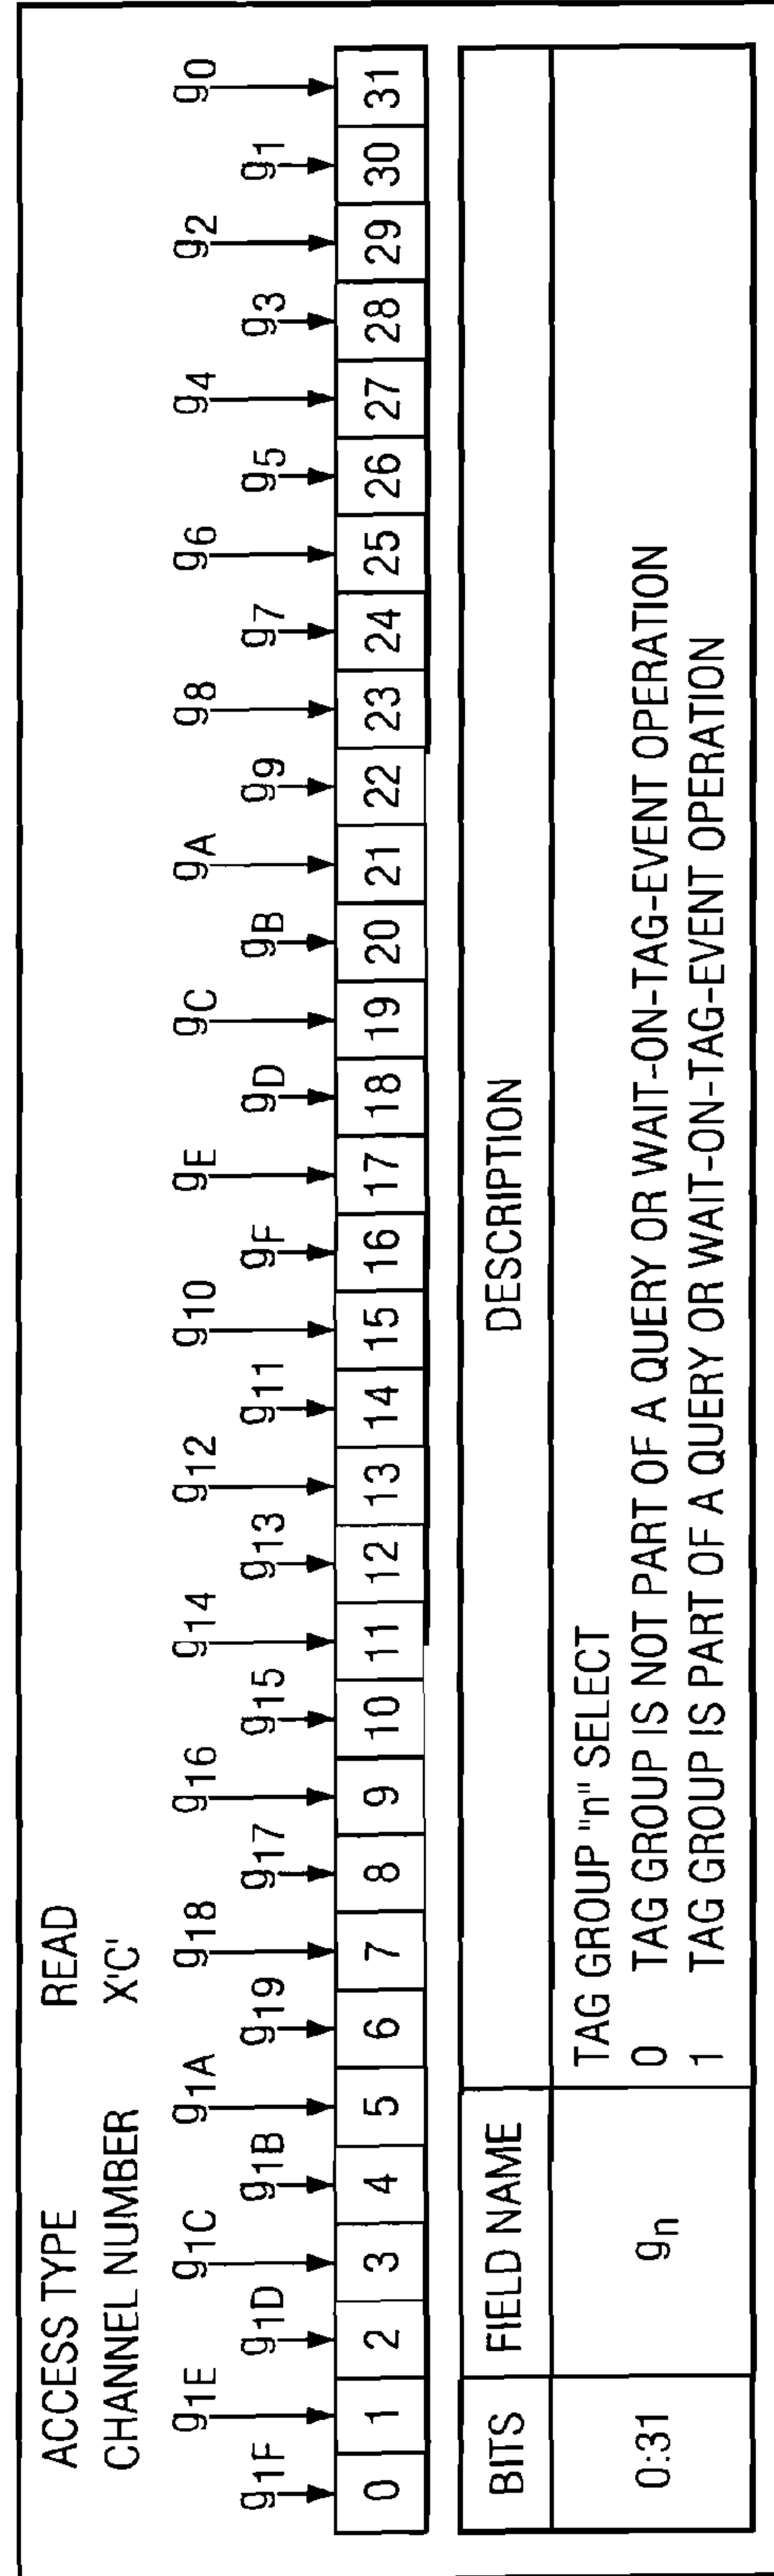 ACCESS TYPE READ
CHANNEL NUMBER X'C'
g1F g1E g1D g1C g1B g1A g19 g18 g17 g16 g15 g14 g13 g12 g11 g10 gF gE gD gC gB gA g9 g8 g7 g6 g5 g4 g3 g2 g1 g0
0 1 2 3 4 5 6 7 8 9 10 11 12 13 14 15 16 17 18 19 20 21 22 23 24 25 26 27 28 29 30 31
BITS FIELD NAME DESCRIPTION
0:31 gn TAG GROUP "n" SELECT
0 TAG GROUP IS NOT PART OF A QUERY OR WAIT-ON-TAG-EVENT OPERATION
1 TAG GROUP IS PART OF A QUERY OR WAIT-ON-TAG-EVENT OPERATION